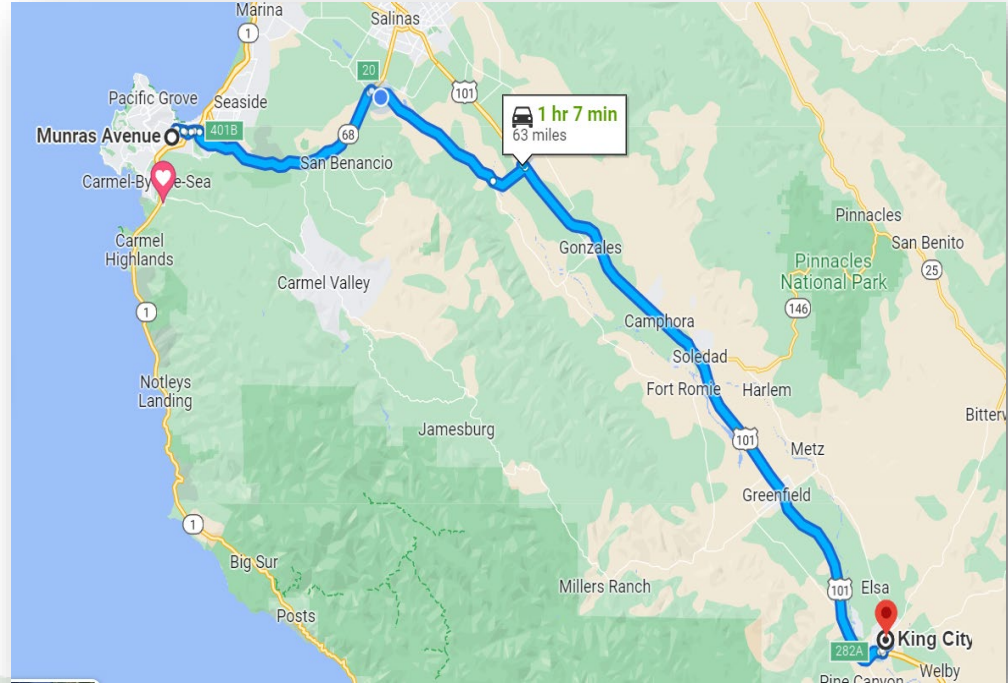 Marina
Salinas
1
20
101
Pacific Grove
Seaside
1 hr 7 min
63 miles
Munras Avenue
401B
68
San Benancio
Carmel-By-the-Sea
Pinnacles
Carmel
Highlands
Gonzales
San Benito
Pinnacles
National Park
25
Carmel Valley
1
146
Camphora
Soledad
Notleys
Landing
Fort Romie
Harlem
Bitterw
Jamesburg
101
Metz
Greenfield
1
Big Sur
Millers Ranch
101
Elsa
Posts
King City
282A
Welby
Pine Canyon